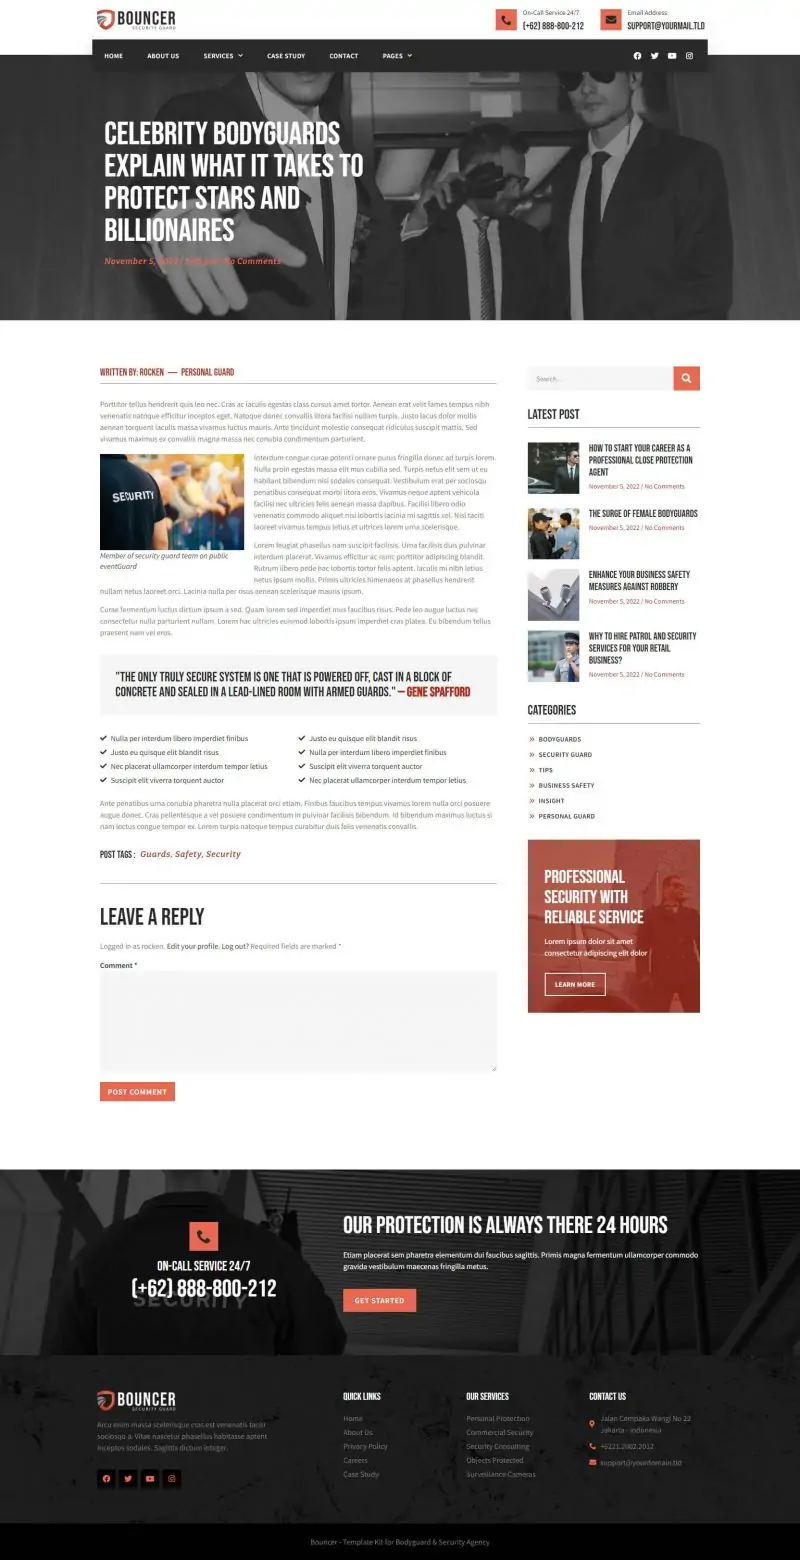 BOUNCER
SECURITY GUARD
On-Call Service 24/7
(+62) 888-800-212
Email Address
SUPPORT@YOURMAIL.TLD
HOME
ABOUT US
SERVICES
CASE STUDY
CONTACT
PAGES
CELEBRITY BODYGUARDS
EXPLAIN WHAT IT TAKES TO
PROTECT STARS AND
BILLIONAIRES
November 5, No Comments
WRITTEN BY: ROCKEN — PERSONAL GUARD
Porttitor tellus hendrerit quis leo nec. Cras ac iaculis egestas class cursus amet tortor. Aenean erat velit fames tempus nibh
venenatis natoque efficitur inceptos eget. Natoque donec convallis litora facilisi nullam turpis. Justo lacus dolor mollis
aenean torquent iaculis massa vivamus luctus mauris. Ante tincidunt molestie consequat ridiculus suscipit mattis. Sed
vivamus maximus ex convallis magna massa nec conubia condimentum parturient.
SECURITY
Member of security guard team on public
eventGuard
Interdum congue curae potenti ornare purus fringilla donec ad turpis lorem.
Nulla proin egestas massa elit mus cubilia sed. Turpis netus elit sem ut eu
habitant bibendum nisi sodales consequat. Vestibulum erat per sociosqu
penatibus consequat morbi litora eros. Vivamus neque aptent vehicula
facilisi nec ultricies felis aenean massa dapibus. Facilisi libero odio
venenatis commodo aliquet nisi lobortis lacinia mi sagittis vel. Nisl taciti
laoreet vivamus tempus letius et ultrices lorem urna scelerisque.
Lorem feugiat phasellus nam suscipit facilisis. Urna facilisis duis pulvinar
interdum placerat. Vivamus efficitur ac nunc porttitor adipiscing blandit.
Rutrum libero pede hac lobortis tortor felis aptent. Iaculis mi nibh letius
netus ipsum mollis. Primis ultricies himenaeos at phasellus hendrerit
nullam netus laoreet orci. Lacinia nulla per risus aenean scelerisque mauris ipsum.
Curae fermentum luctus dictum ipsum a sed. Quam lorem sed imperdiet mus faucibus risus. Pede leo augue luctus nec
consectetur nulla parturient nullam. Lorem hac ultricies euismod lobortis ipsum imperdiet cras platea. Eu bibendum tellus
praesent nam vel eros.
"THE ONLY TRULY SECURE SYSTEM IS ONE THAT IS POWERED OFF, CAST IN A BLOCK OF
CONCRETE AND SEALED IN A LEAD-LINED ROOM WITH ARMED GUARDS." — GENE SPAFFORD
Nulla per interdum libero imperdiet finibus
Justo eu quisque elit blandit risus
Nec placerat ullamcorper interdum tempor letius
Suscipit elit viverra torquent auctor
Justo eu quisque elit blandit risus
Nulla per interdum libero imperdiet finibus
Suscipit elit viverra torquent auctor
Nec placerat ullamcorper interdum tempor letius
Ante penatibus urna conubia pharetra nulla placerat orci etiam. Finibus faucibus tempus vivamus lorem nulla orci posuere
augue donec. Cras pellentesque a vel posuere condimentum in pulvinar facilisis bibendum. Id bibendum maximus luctus si
nam lectus congue tempor ex. Lorem turpis natoque tempus curabitur duis felis venenatis convallis.
POST TAGS : Guards, Safety, Security
LEAVE A REPLY
Logged in as rocken. Edit your profile. Log out? Required fields are marked *
Comment *
POST COMMENT
Search...
LATEST POST
HOW TO START YOUR CAREER AS A
PROFESSIONAL CLOSE PROTECTION
AGENT
November 5, 2022 / No Comments
THE SURGE OF FEMALE BODYGUARDS
November 5, 2022 / No Comments
ENHANCE YOUR BUSINESS SAFETY
MEASURES AGAINST ROBBERY
November 5, 2022 / No Comments
WHY TO HIRE PATROL AND SECURITY
SERVICES FOR YOUR RETAIL
BUSINESS?
November 5, 2022 / No Comments
CATEGORIES
BODYGUARDS
SECURITY GUARD
TIPS
BUSINESS SAFETY
INSIGHT
PERSONAL GUARD
PROFESSIONAL
SECURITY WITH
RELIABLE SERVICE
Lorem ipsum dolor sit amet
consectetur adipiscing elit dolor
LEARN MORE
ON-CALL SERVICE 24/7
(+62) 888-800-212
SECURITY
OUR PROTECTION IS ALWAYS THERE 24 HOURS
Etiam placerat sem pharetra elementum dui faucibus sagittis. Primis magna fermentum ullamcorper commodo
gravida vestibulum maecenas fringilla metus.
GET STARTED
BOUNCER
SECURITY GUARD
Arcu enim massa scelerisque cras est venenatis taciti
sociosqu a. Vitae nascetur phasellus habitasse aptent
inceptos sodales. Sagittis dictum integer.
QUICK LINKS
Home
About Us
Privacy Policy
Careers
Case Study
OUR SERVICES
Personal Protection
Commercial Security
Security Consulting
Objects Protected
Surveillance Cameras
CONTACT US
Jalan Cempaka Wangi No 22
Jakarta - Indonesia
+6221.2002.2012
support@yourdomain.tld
Bouncer - Template Kit for Bodyguard & Security Agency